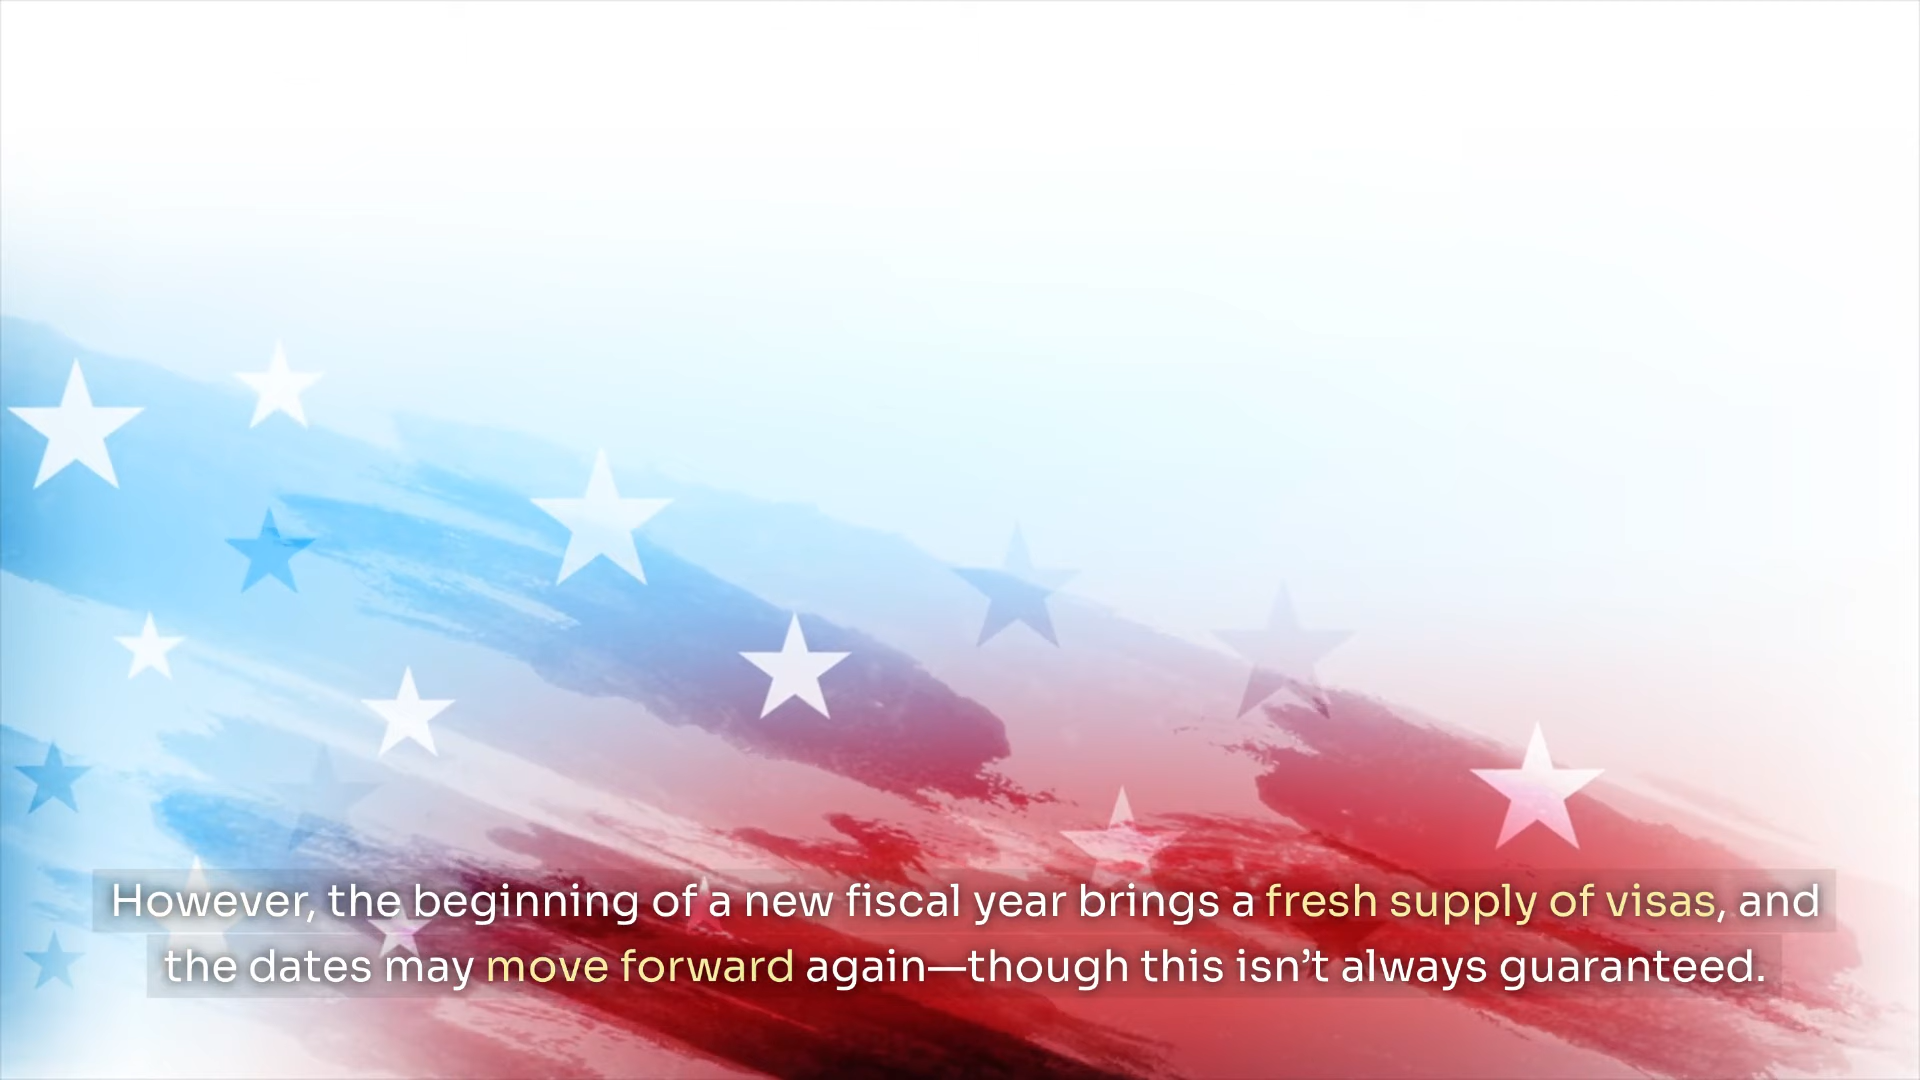 However, the beginning of a new fiscal year brings a fresh supply of visas, and
the dates may move forward again—though this isn’t always guaranteed.